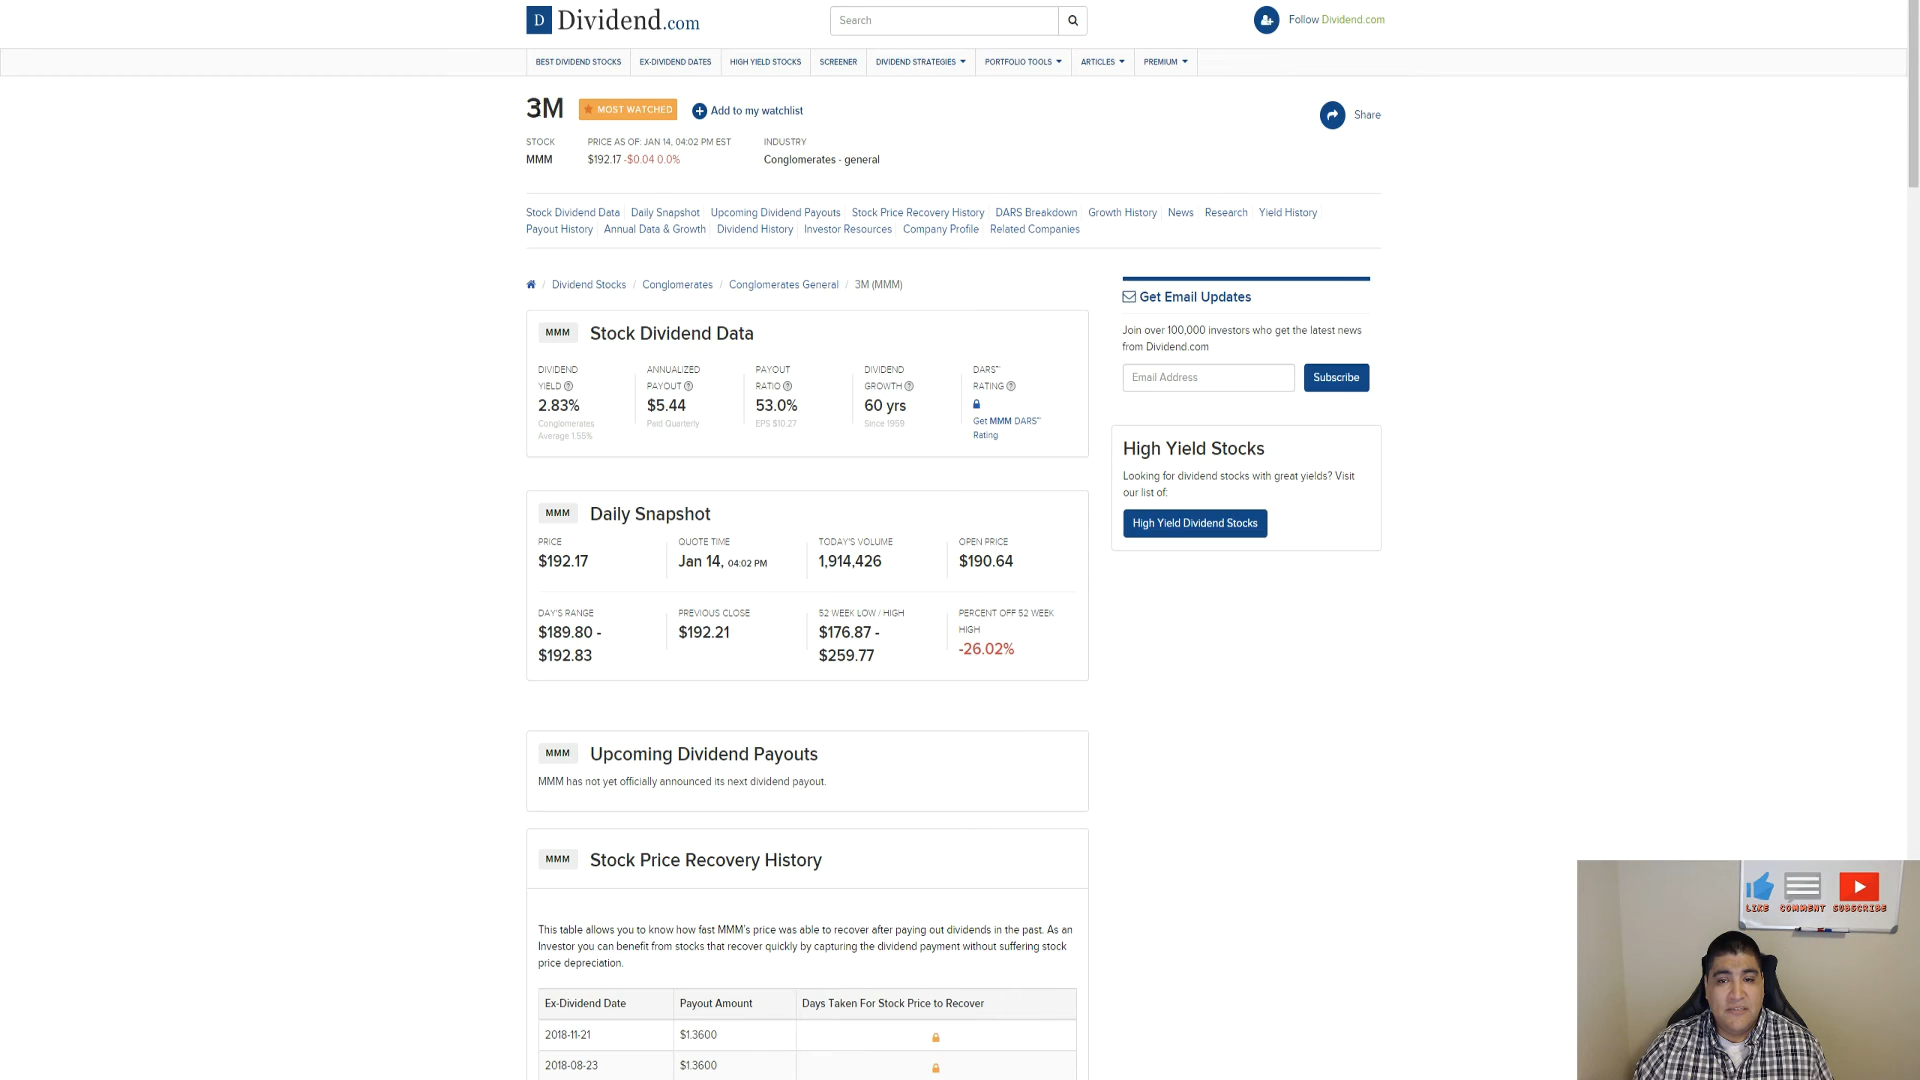 D Dividend.com
Search
Follow Dividend.com
BEST DIVIDEND STOCKS EX-DIVIDEND DATES HIGH YIELD STOCKS SCREENER DIVIDEND STRATEGIES PORTFOLIO TOOLS ARTICLES PREMIUM
3M MOST WATCHED Add to my watchlist
Share
STOCK PRICE AS OF: JAN 14, 04:02 PM EST INDUSTRY
MMM $192.17 -$0.04 0.0% Conglomerates - general
Stock Dividend Data Daily Snapshot Upcoming Dividend Payouts Stock Price Recovery History DARS Breakdown Growth History News Research Yield History
Payout History Annual Data & Growth Dividend History Investor Resources Company Profile Related Companies
/ Dividend Stocks / Conglomerates / Conglomerates General / 3M (MMM)
MMM Stock Dividend Data
DIVIDEND ANNUALIZED PAYOUT DIVIDEND DARS™
YIELD PAYOUT RATIO GROWTH RATING
2.83% $5.44 53.0% 60 yrs
Conglomerates Paid Quarterly EPS $10.27 Since 1959 Get MMM DARS™
Average 1.55% Rating
Get Email Updates
Join over 100,000 investors who get the latest news
from Dividend.com
Email Address Subscribe
High Yield Stocks
Looking for dividend stocks with great yields? Visit
our list of:
High Yield Dividend Stocks
MMM Daily Snapshot
PRICE QUOTE TIME TODAY'S VOLUME OPEN PRICE
$192.17 Jan 14, 04:02 PM 1,914,426 $190.64
DAY'S RANGE PREVIOUS CLOSE 52 WEEK LOW / HIGH PERCENT OFF 52 WEEK
HIGH
$189.80 - $192.21 $176.87 -
-26.02%
$192.83 $259.77
MMM Upcoming Dividend Payouts
MMM has not yet officially announced its next dividend payout.
MMM Stock Price Recovery History
This table allows you to know how fast MMM's price was able to recover after paying out dividends in the past. As an
Investor you can benefit from stocks that recover quickly by capturing the dividend payment without suffering stock
price depreciation.
Ex-Dividend Date Payout Amount Days Taken For Stock Price to Recover
2018-11-21 $1.3600
2018-08-23 $1.3600
LIKE COMMENT SUBSCRIBE